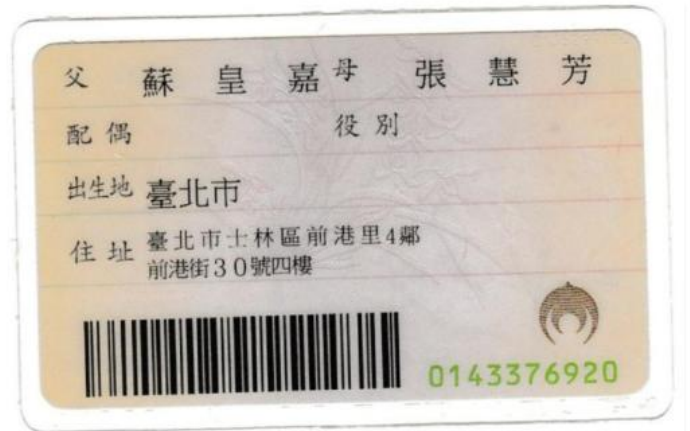 父 蘇皇嘉 母 張慧芳
配偶 役別
出生地 臺北市
住址 臺北市士林區前港里4鄰
前港街30號四樓
0143376920